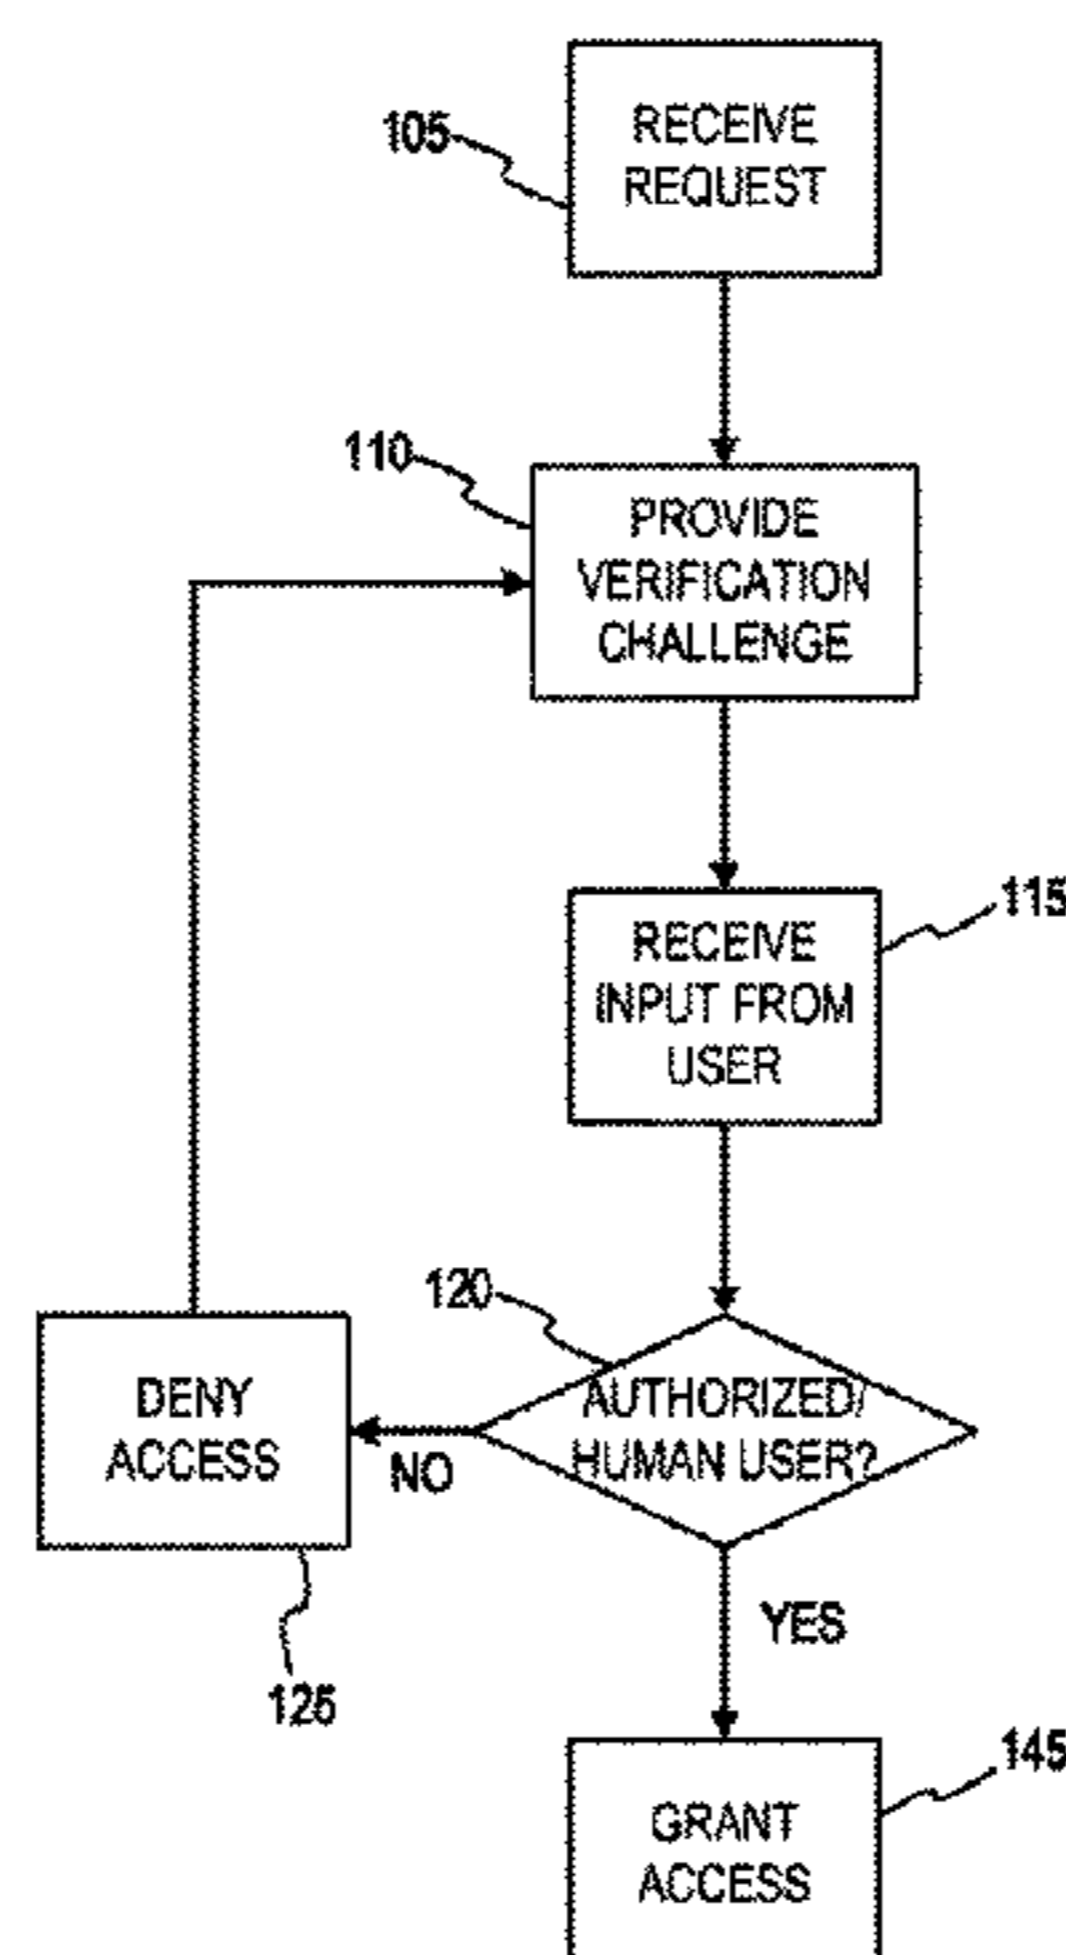 105
RECEIVE
REQUEST
110
PROVIDE
VERIFICATION
CHALLENGE
115
RECEIVE
INPUT FROM
USER
120
AUTHORIZED/
HUMAN USER?
DENY
ACCESS
NO
125
YES
145
GRANT
ACCESS